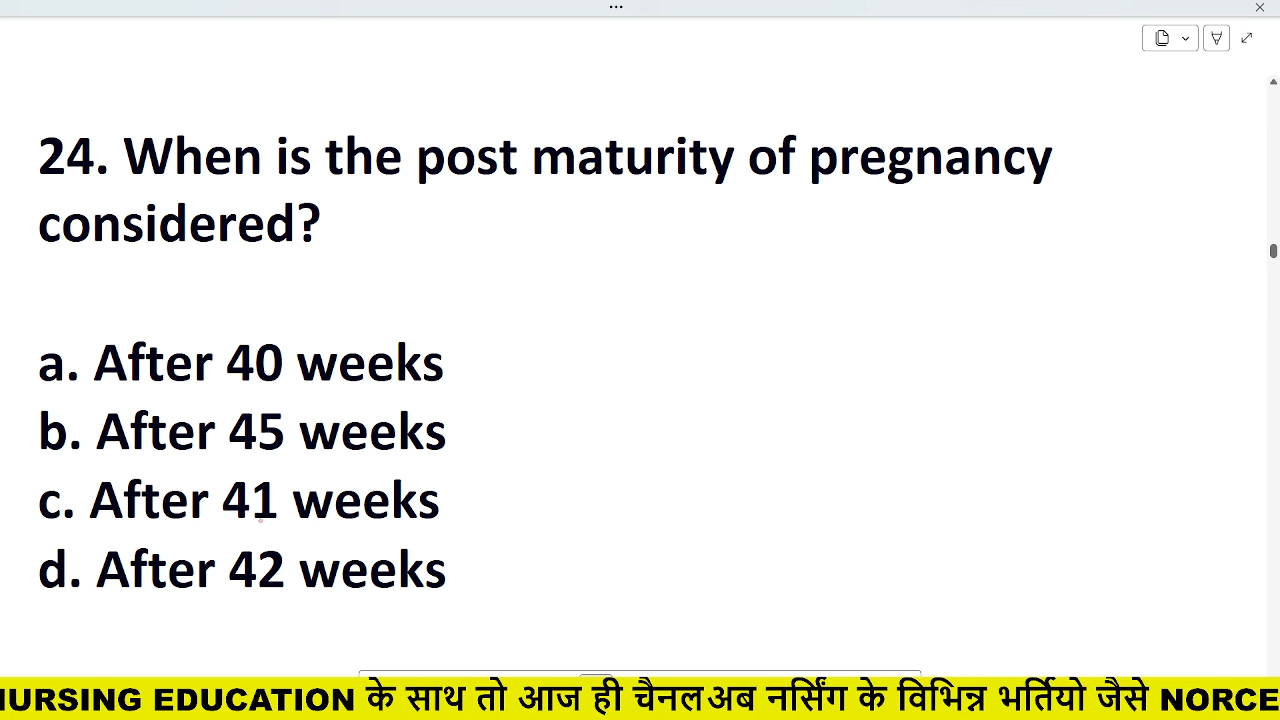 24. When is the post maturity of pregnancy
considered?
a. After 40 weeks
b. After 45 weeks
c. After 41 weeks
d. After 42 weeks
NURSING EDUCATION के साथ तो आज ही चैनलअब नर्सिंग के विभिन्न भर्तियो जैसे NORCE